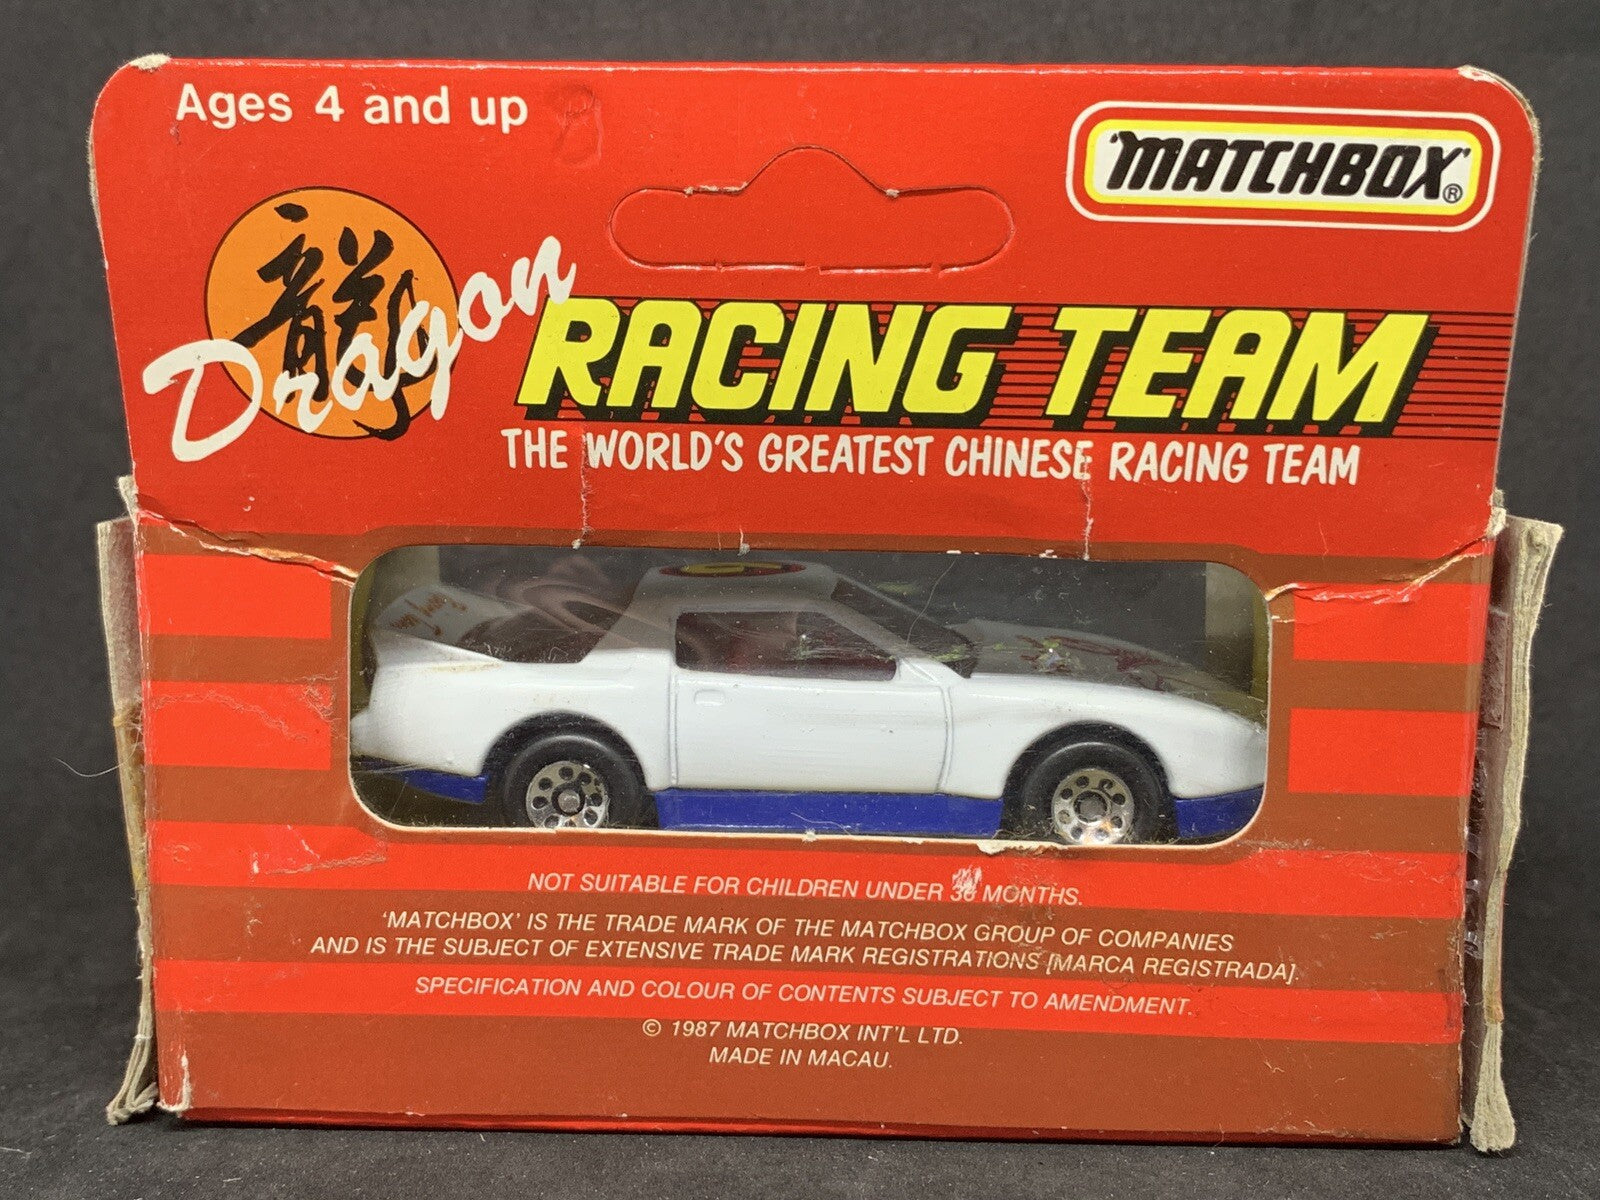 Ages 4 and up
MATCHBOX®
龍
Dragon
RACING TEAM
THE WORLD'S GREATEST CHINESE RACING TEAM
NOT SUITABLE FOR CHILDREN UNDER 36 MONTHS.
'MATCHBOX' IS THE TRADE MARK OF THE MATCHBOX GROUP OF COMPANIES
AND IS THE SUBJECT OF EXTENSIVE TRADE MARK REGISTRATIONS [MARCA REGISTRADA].
SPECIFICATION AND COLOUR OF CONTENTS SUBJECT TO AMENDMENT.
© 1987 MATCHBOX INT'L LTD.
MADE IN MACAU.